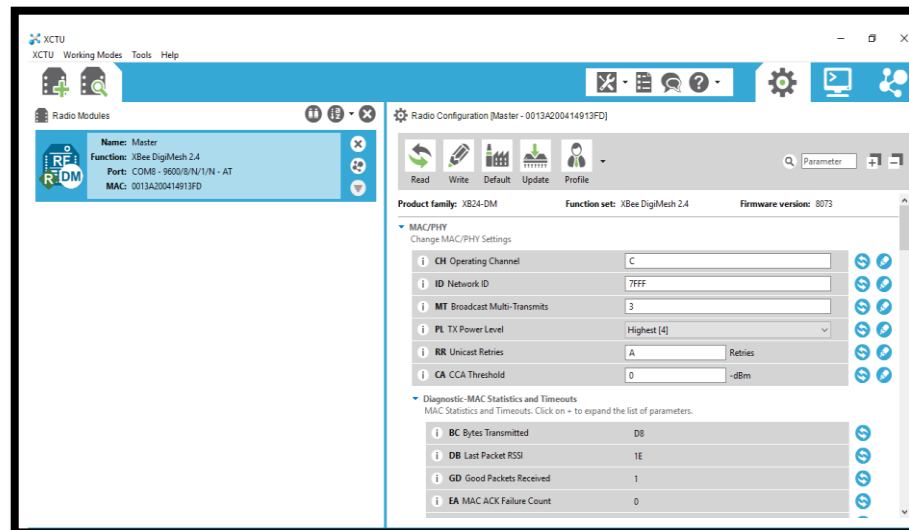 XCTU
XCTU Working Modes Tools Help
Radio Modules
Name: Master
Function: XBee DigiMesh 2.4
Port: COM8 - 9600/8/N/1/N - AT
MAC: 0013A200414913FD
RF
RT DM
Radio Configuration [Master - 0013A200414913FD]
Read Write Default Update Profile
Parameter
Product family: XB24-DM Function set: XBee DigiMesh 2.4 Firmware version: 8073
MAC/PHY
Change MAC/PHY Settings
i CH Operating Channel C
i ID Network ID 7FFF
i MT Broadcast Multi-Transmits 3
i PL TX Power Level Highest [4]
i RR Unicast Retries A Retries
i CA CCA Threshold 0 -dBm
Diagnostic-MAC Statistics and Timeouts
MAC Statistics and Timeouts. Click on + to expand the list of parameters.
i BC Bytes Transmitted D8
i DB Last Packet RSSI 1E
i GD Good Packets Received 1
i EA MAC ACK Failure Count 0